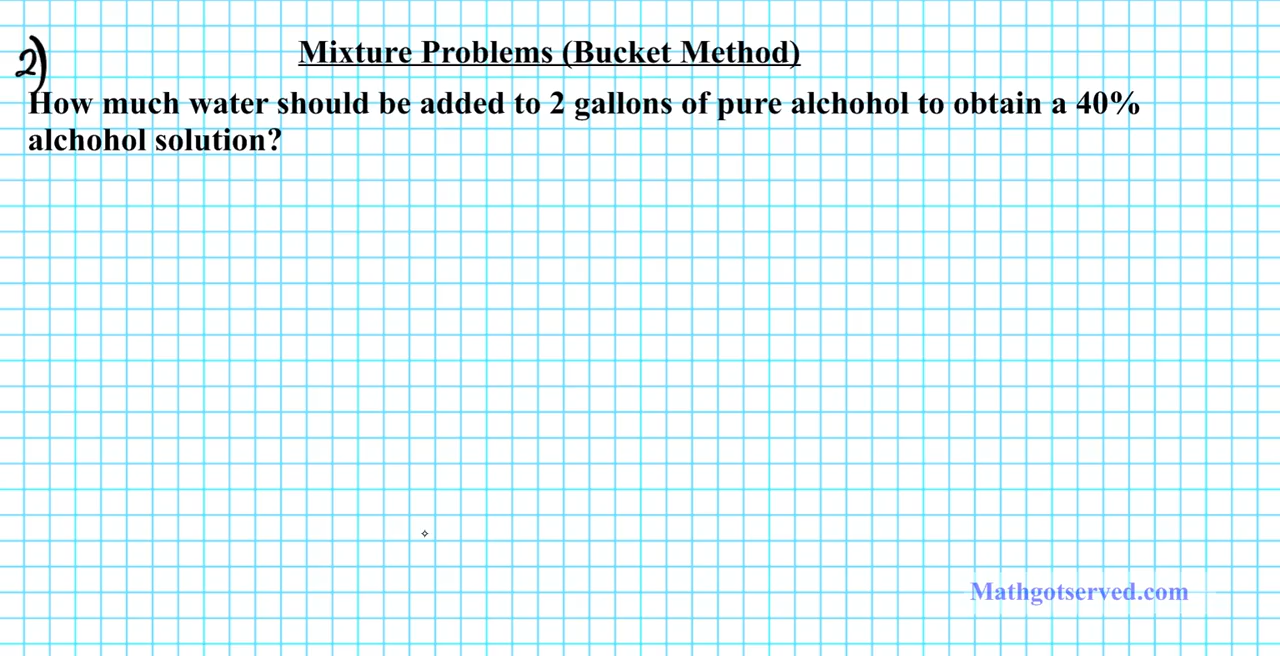 2)
Mixture Problems (Bucket Method)
How much water should be added to 2 gallons of pure alchohol to obtain a 40%
alchohol solution?
Mathgotserved.com